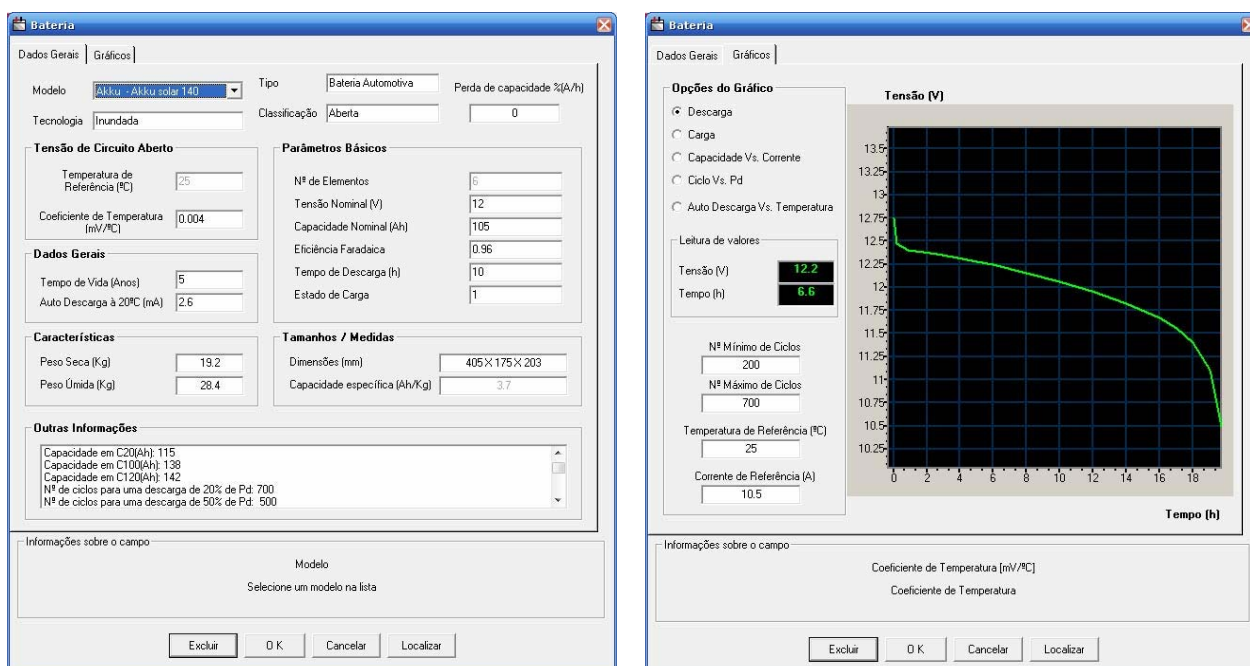 Bateria
Dados Gerais Gráficos
Modelo Akku - Akku solar 140
Tipo Bateria Automotiva
Perda de capacidade %(A/h)
0
Tecnologia Inundada
Classificação Aberta
Tensão de Circuito Aberto
Temperatura de
Referência (ºC) 25
Coeficiente de Temperatura
(mV/ºC) 0.004
Dados Gerais
Tempo de Vida (Anos) 5
Auto Descarga à 20ºC (mA) 2.6
Parâmetros Básicos
Nº de Elementos 6
Tensão Nominal (V) 12
Capacidade Nominal (Ah) 105
Eficiência Faradaica 0.96
Tempo de Descarga (h) 10
Estado de Carga 1
Características
Peso Seca (Kg) 19.2
Peso Úmida (Kg) 28.4
Tamanhos / Medidas
Dimensões (mm) 405 X 175 X 203
Capacidade específica (Ah/Kg) 3.7
Outras Informações
Capacidade em C20(Ah): 115
Capacidade em C100(Ah): 138
Capacidade em C120(Ah): 142
Nº de ciclos para uma descarga de 20% de Pd: 700
Nº de ciclos para uma descarga de 50% de Pd: 500
Informações sobre o campo
Modelo
Selecione um modelo na lista
Excluir O K Cancelar Localizar
Bateria
Dados Gerais Gráficos
Opções do Gráfico
Descarga
Carga
Capacidade Vs. Corrente
Ciclo Vs. Pd
Auto Descarga Vs. Temperatura
Leitura de valores
Tensão (V) 12.2
Tempo (h) 6.6
Nº Mínimo de Ciclos
200
Nº Máximo de Ciclos
700
Temperatura de Referência (ºC)
25
Corrente de Referência (A)
10.5
Tensão (V)
13.5
13.25
13
12.75
12.5
12.25
12
11.75
11.5
11.25
11
10.75
10.5
10.25
0 2 4 6 8 10 12 14 16 18
Tempo (h)
Informações sobre o campo
Coeficiente de Temperatura [mV/ºC]
Coeficiente de Temperatura
Excluir O K Cancelar Localizar